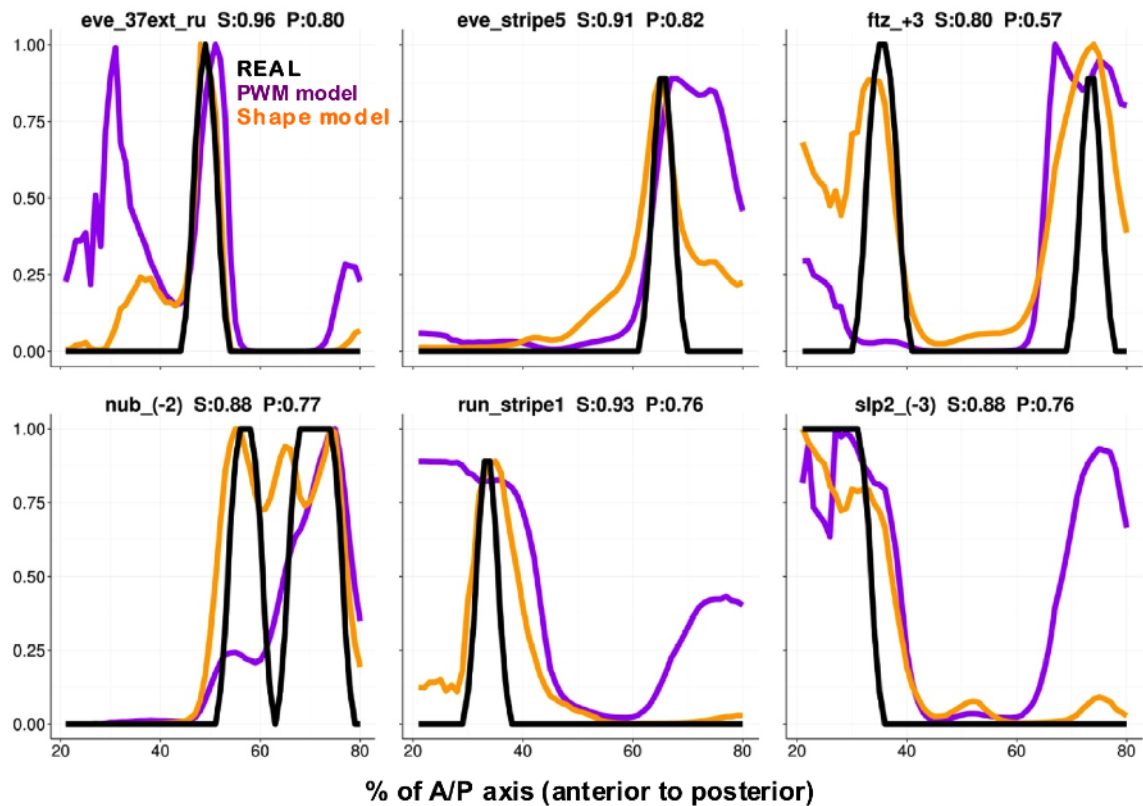 eve_37ext_ru S:0.96 P:0.80
eve_stripe5 S:0.91 P:0.82
ftz_+3 S:0.80 P:0.57
REAL
PWM model
Shape model
1.00
0.75
0.50
0.25
0.00
nub_(-2) S:0.88 P:0.77
run_stripe1 S:0.93 P:0.76
slp2_(-3) S:0.88 P:0.76
1.00
0.75
0.50
0.25
0.00
20 40 60 80
20 40 60 80
20 40 60 80
% of A/P axis (anterior to posterior)